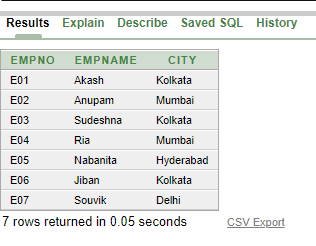 Results Explain Describe Saved SQL History
EMPNO EMPNAME CITY
E01 Akash Kolkata
E02 Anupam Mumbai
E03 Sudeshna Kolkata
E04 Ria Mumbai
E05 Nabanita Hyderabad
E06 Jiban Kolkata
E07 Souvik Delhi
7 rows returned in 0.05 seconds CSV Export